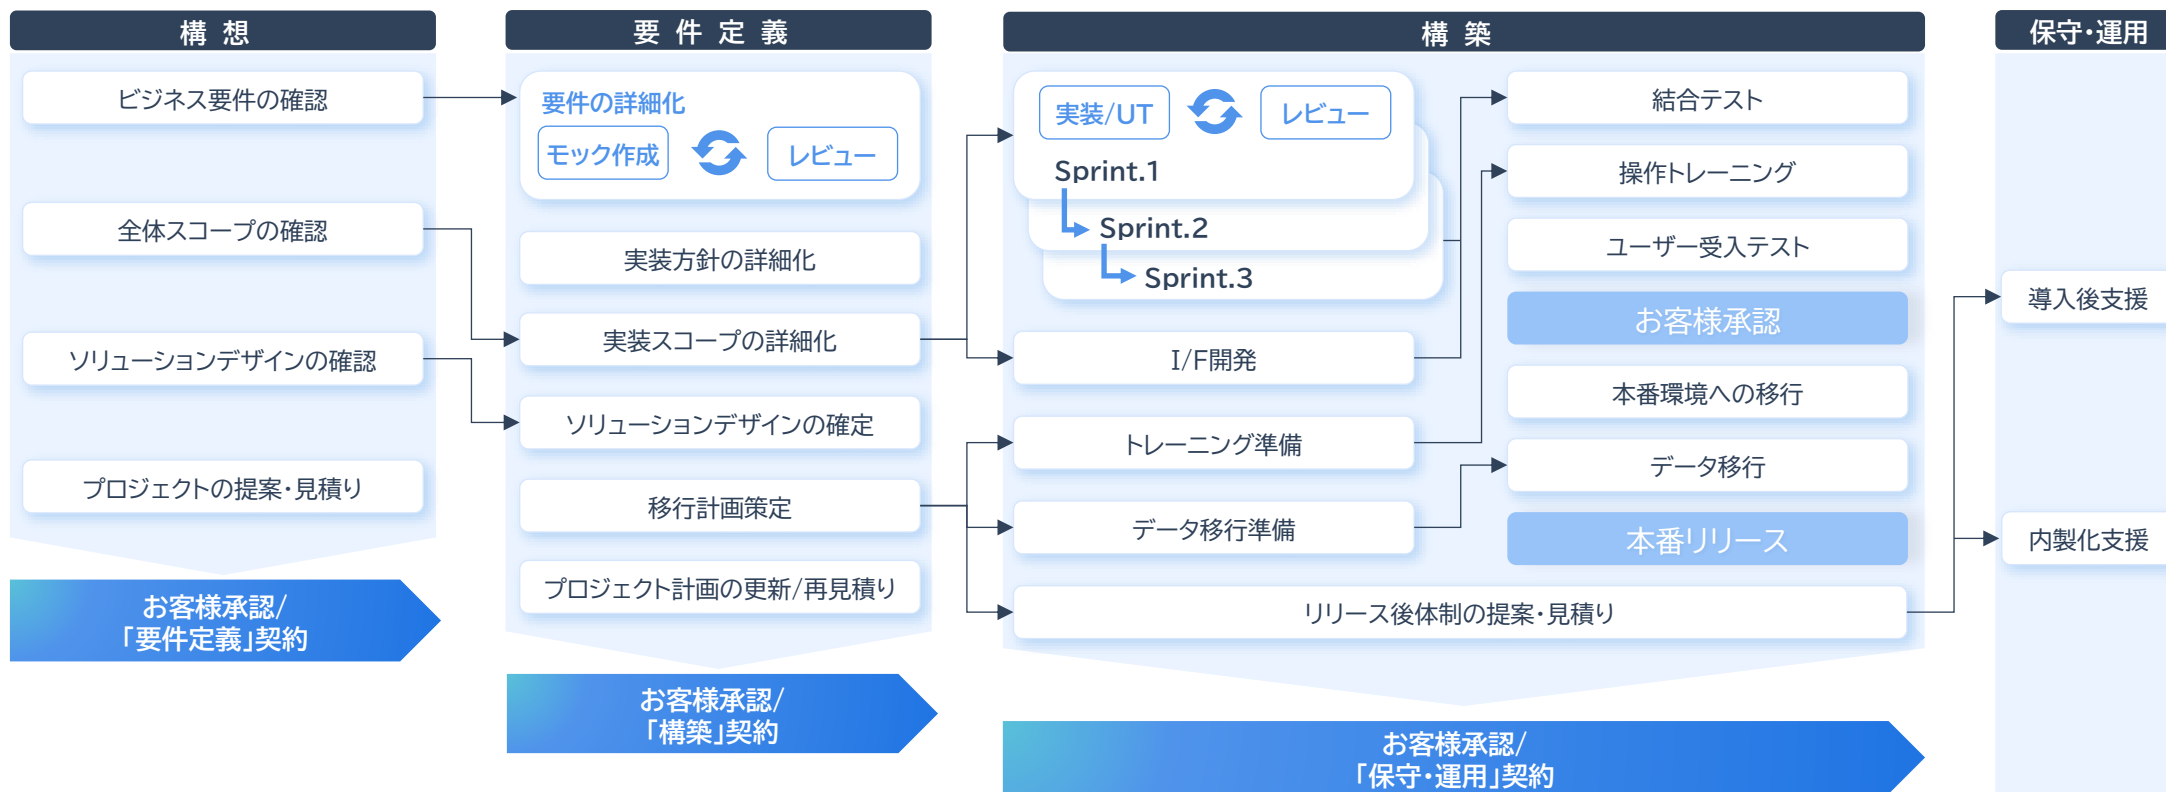 構想
ビジネス要件の確認
全体スコープの確認
ソリューションデザインの確認
プロジェクトの提案・見積り
お客様承認/
「要件定義」契約
要件定義
要件の詳細化
モック作成
レビュー
実装方針の詳細化
実装スコープの詳細化
ソリューションデザインの確定
移行計画策定
プロジェクト計画の更新/再見積り
お客様承認/
「構築」契約
構築
実装/UT
レビュー
Sprint.1
Sprint.2
Sprint.3
I/F開発
トレーニング準備
データ移行準備
結合テスト
操作トレーニング
ユーザー受入テスト
お客様承認
本番環境への移行
データ移行
本番リリース
リリース後体制の提案・見積り
お客様承認/
「保守・運用」契約
保守・運用
導入後支援
内製化支援